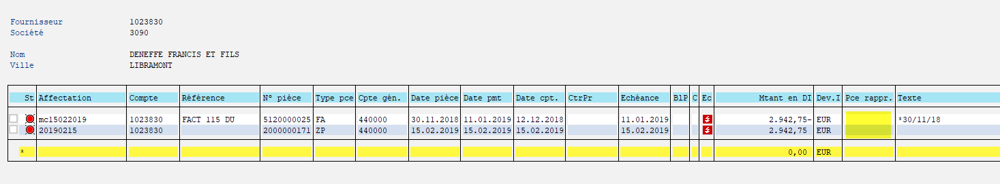 Fournisseur 1023830
Société 3090
Nom DENEFFE FRANCIS ET FILS
Ville LIBRAMONT
St Affectation Compte Référence N° pièce Type pce Cpte gén. Date pièce Date pmt Date cpt. CtrPr Echéance BlP C Ec Mtant en DI Dev.I Pce rappr. Texte
mc15022019 1023830 FACT 115 DU 5120000025 FA 440000 30.11.2018 11.01.2019 12.12.2018 11.01.2019 2.942,75- EUR *30/11/18
20190215 1023830 2000000171 ZP 440000 15.02.2019 15.02.2019 15.02.2019 15.02.2019 2.942,75 EUR
* 0,00 EUR